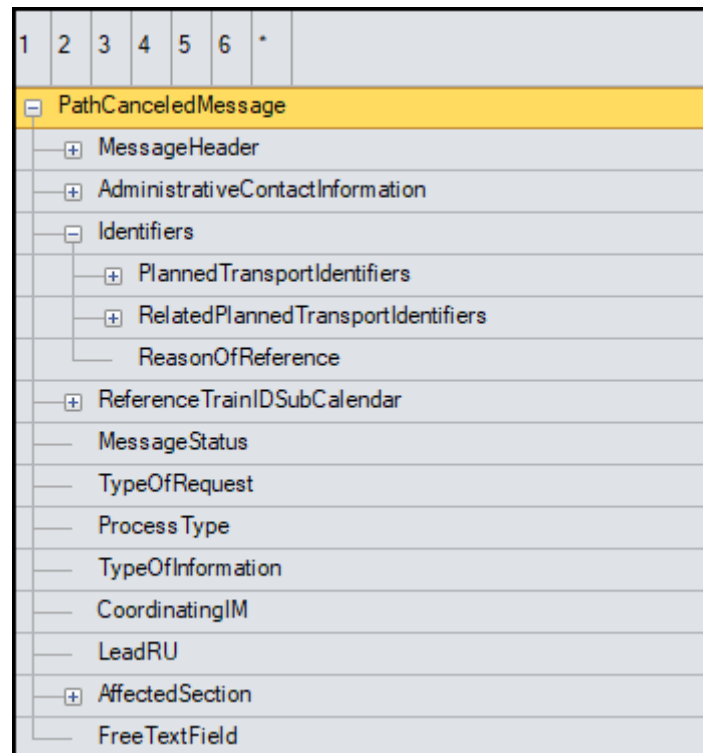 1 2 3 4 5 6 *
PathCanceledMessage
MessageHeader
AdministrativeContactInformation
Identifiers
PlannedTransportIdentifiers
RelatedPlannedTransportIdentifiers
ReasonOfReference
ReferenceTrainIDSubCalendar
MessageStatus
TypeOfRequest
ProcessType
TypeOfInformation
CoordinatingIM
LeadRU
AffectedSection
FreeTextField